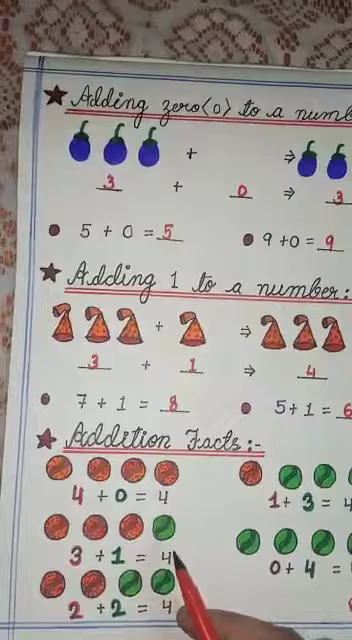 Adding zero(0) to a numb
+ ⇒
3 + 0 ⇒ 3
5 + 0 = 5 9 + 0 = 9
Adding 1 to a number:
+ ⇒
3 + 1 ⇒ 4
7 + 1 = 8 5 + 1 = 6
Addition Facts:-
4 + 0 = 4 1 + 3 = 4
3 + 1 = 4 0 + 4 =
2 + 2 = 4